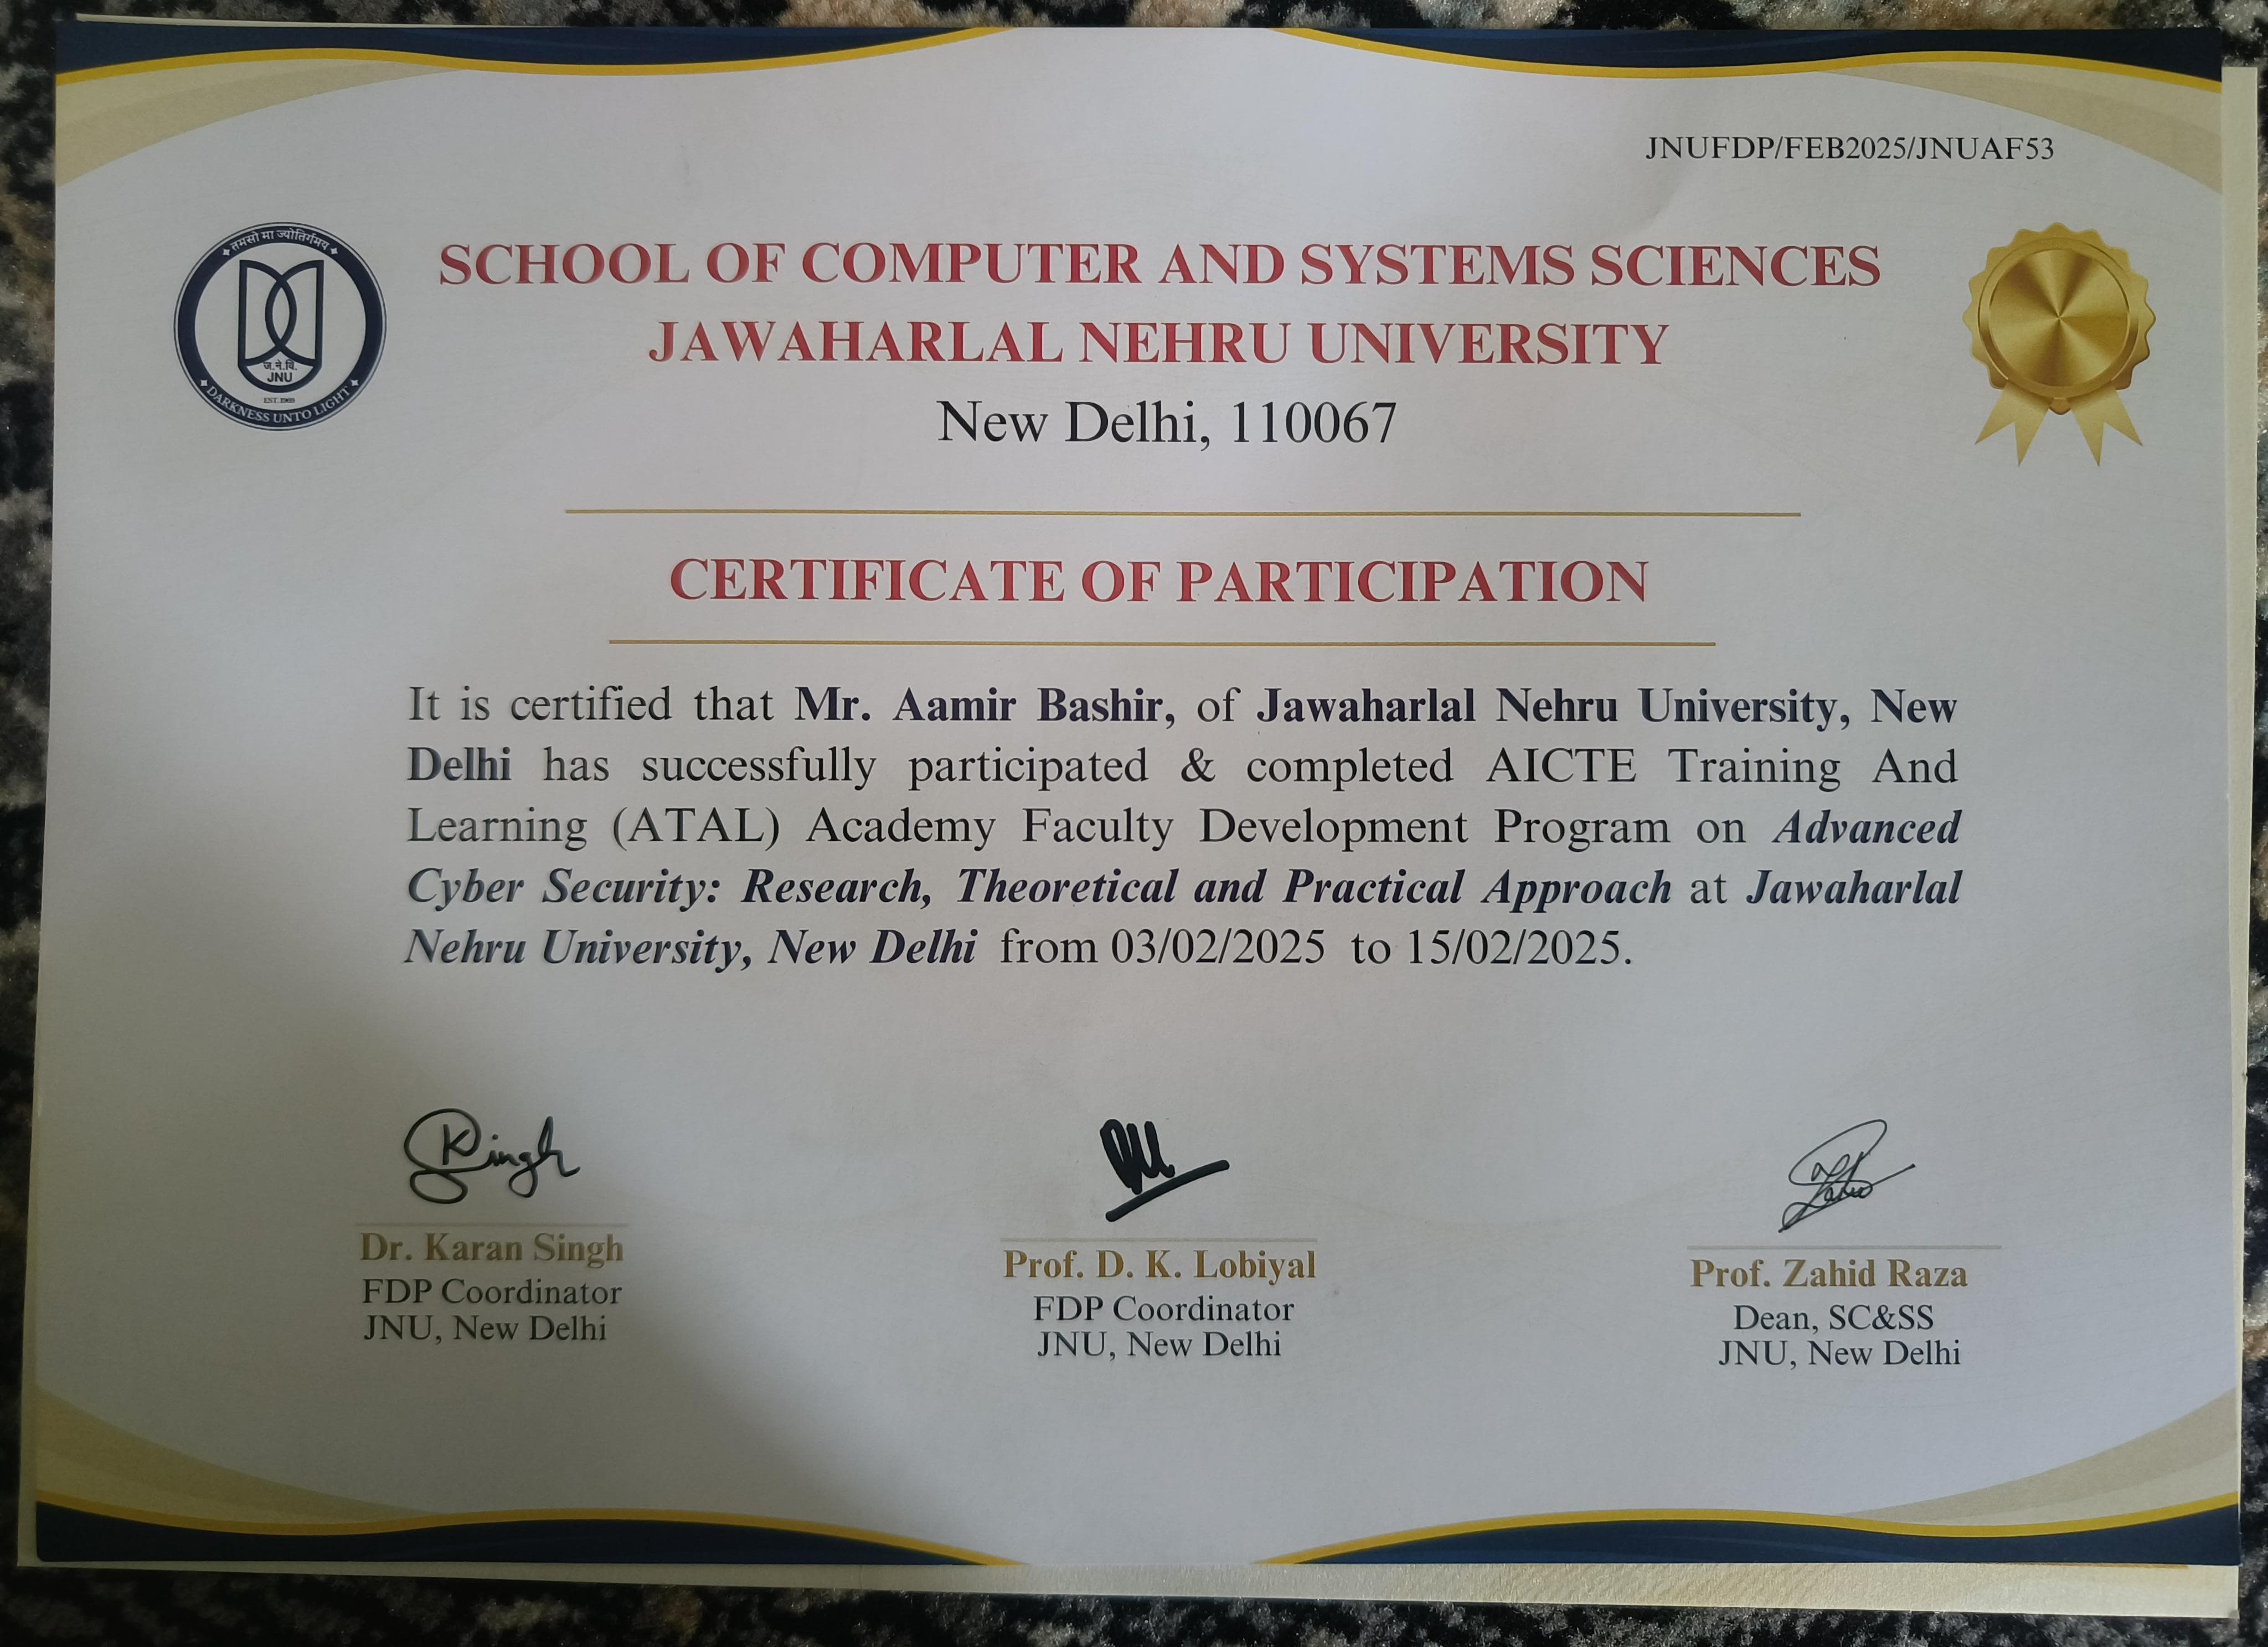 JNUFDP/FEB2025/JNUAF53
तमसो मा ज्योतिर्गमय
ज.ने.वि.
JNU
EST. 1969
DARKNESS UNTO LIGHT
SCHOOL OF COMPUTER AND SYSTEMS SCIENCES
JAWAHARLAL NEHRU UNIVERSITY
New Delhi, 110067
CERTIFICATE OF PARTICIPATION
It is certified that Mr. Aamir Bashir, of Jawaharlal Nehru University, New
Delhi has successfully participated & completed AICTE Training And
Learning (ATAL) Academy Faculty Development Program on Advanced
Cyber Security: Research, Theoretical and Practical Approach at Jawaharlal
Nehru University, New Delhi from 03/02/2025 to 15/02/2025.
KSingh
Dr. Karan Singh
FDP Coordinator
JNU, New Delhi
Prof. D. K. Lobiyal
FDP Coordinator
JNU, New Delhi
Prof. Zahid Raza
Dean, SC&SS
JNU, New Delhi